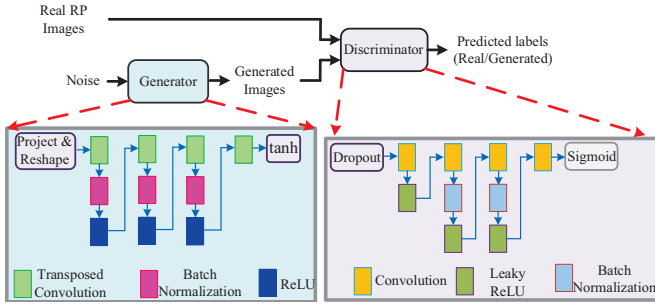 Real RP
Images
Noise
Generator
Generated
Images
Discriminator
Predicted labels
(Real/Generated)
Project &
Reshape
tanh
Transposed
Convolution
Batch
Normalization
ReLU
Dropout
Sigmoid
Convolution
Leaky
ReLU
Batch
Normalization